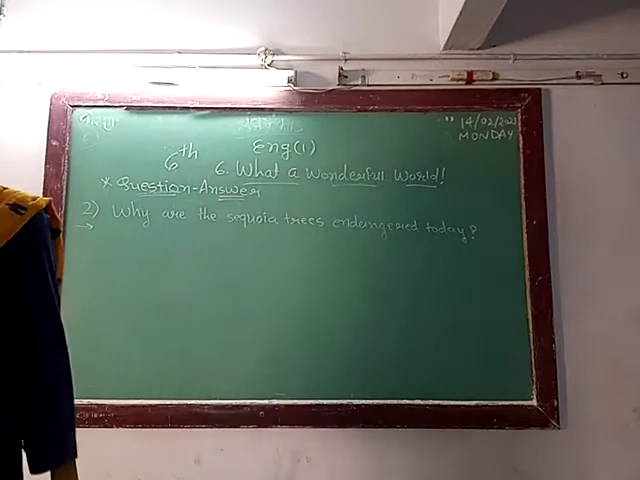 14/02/2022
MONDAY
6th Eng(1)
6. What a Wonderful World!
* Question-Answer
2) Why are the sequoia trees endangered today?
→